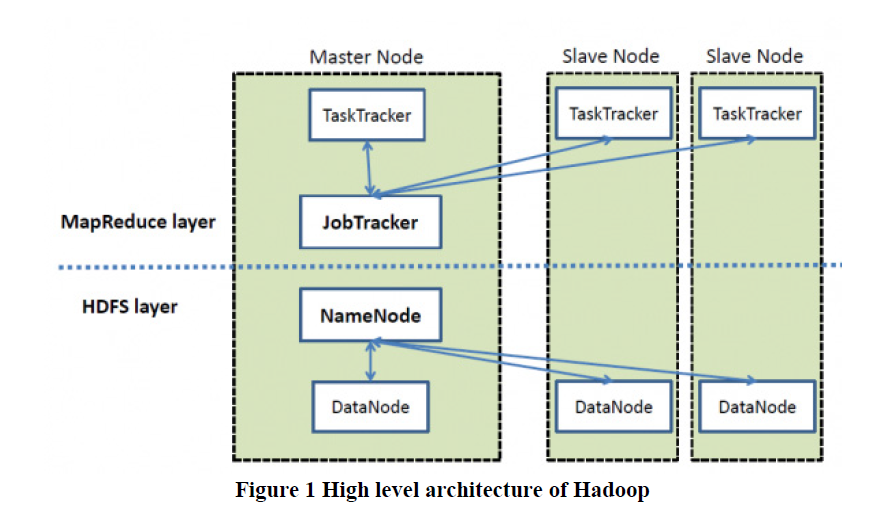 Master Node
Slave Node
Slave Node
TaskTracker
TaskTracker
TaskTracker
MapReduce layer
JobTracker
HDFS layer
NameNode
DataNode
DataNode
DataNode
Figure 1 High level architecture of Hadoop